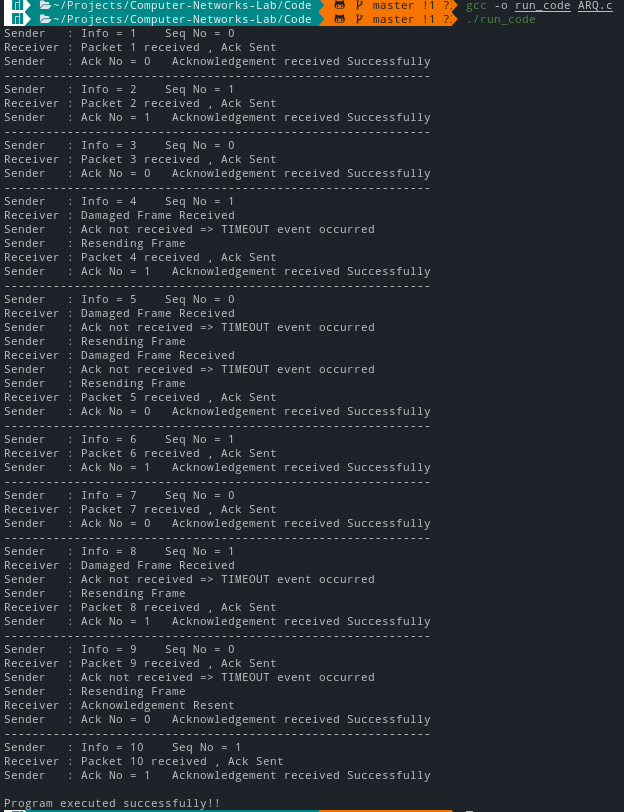 ~/Projects/Computer-Networks-Lab/Code master !1 ?: gcc -o run_code ARQ.c
~/Projects/Computer-Networks-Lab/Code master !1 ?: ./run_code
Sender   : Info = 1    Seq No = 0
Receiver : Packet 1 received , Ack Sent
Sender   : Ack No = 0   Acknowledgement received Successfully
-------------------------------------------------------------
Sender   : Info = 2    Seq No = 1
Receiver : Packet 2 received , Ack Sent
Sender   : Ack No = 1   Acknowledgement received Successfully
-------------------------------------------------------------
Sender   : Info = 3    Seq No = 0
Receiver : Packet 3 received , Ack Sent
Sender   : Ack No = 0   Acknowledgement received Successfully
-------------------------------------------------------------
Sender   : Info = 4    Seq No = 1
Receiver : Damaged Frame Received
Sender   : Ack not received => TIMEOUT event occurred
Sender   : Resending Frame
Receiver : Packet 4 received , Ack Sent
Sender   : Ack No = 1   Acknowledgement received Successfully
-------------------------------------------------------------
Sender   : Info = 5    Seq No = 0
Receiver : Damaged Frame Received
Sender   : Ack not received => TIMEOUT event occurred
Sender   : Resending Frame
Receiver : Damaged Frame Received
Sender   : Ack not received => TIMEOUT event occurred
Sender   : Resending Frame
Receiver : Packet 5 received , Ack Sent
Sender   : Ack No = 0   Acknowledgement received Successfully
-------------------------------------------------------------
Sender   : Info = 6    Seq No = 1
Receiver : Packet 6 received , Ack Sent
Sender   : Ack No = 1   Acknowledgement received Successfully
-------------------------------------------------------------
Sender   : Info = 7    Seq No = 0
Receiver : Packet 7 received , Ack Sent
Sender   : Ack No = 0   Acknowledgement received Successfully
-------------------------------------------------------------
Sender   : Info = 8    Seq No = 1
Receiver : Damaged Frame Received
Sender   : Ack not received => TIMEOUT event occurred
Sender   : Resending Frame
Receiver : Packet 8 received , Ack Sent
Sender   : Ack No = 1   Acknowledgement received Successfully
-------------------------------------------------------------
Sender   : Info = 9    Seq No = 0
Receiver : Packet 9 received , Ack Sent
Sender   : Ack not received => TIMEOUT event occurred
Sender   : Resending Frame
Receiver : Acknowledgement Resent
Sender   : Ack No = 0   Acknowledgement received Successfully
-------------------------------------------------------------
Sender   : Info = 10    Seq No = 1
Receiver : Packet 10 received , Ack Sent
Sender   : Ack No = 1   Acknowledgement received Successfully

Program executed successfully!!